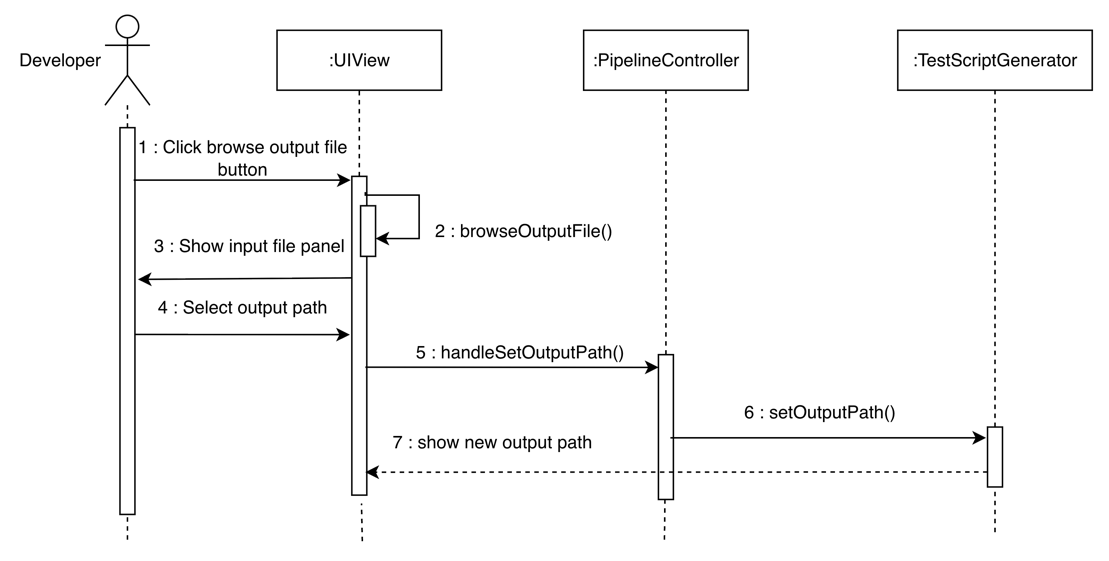 Developer
:UIView
:PipelineController
:TestScriptGenerator
1 : Click browse output file
button
2 : browseOutputFile()
3 : Show input file panel
4 : Select output path
5 : handleSetOutputPath()
6 : setOutputPath()
7 : show new output path